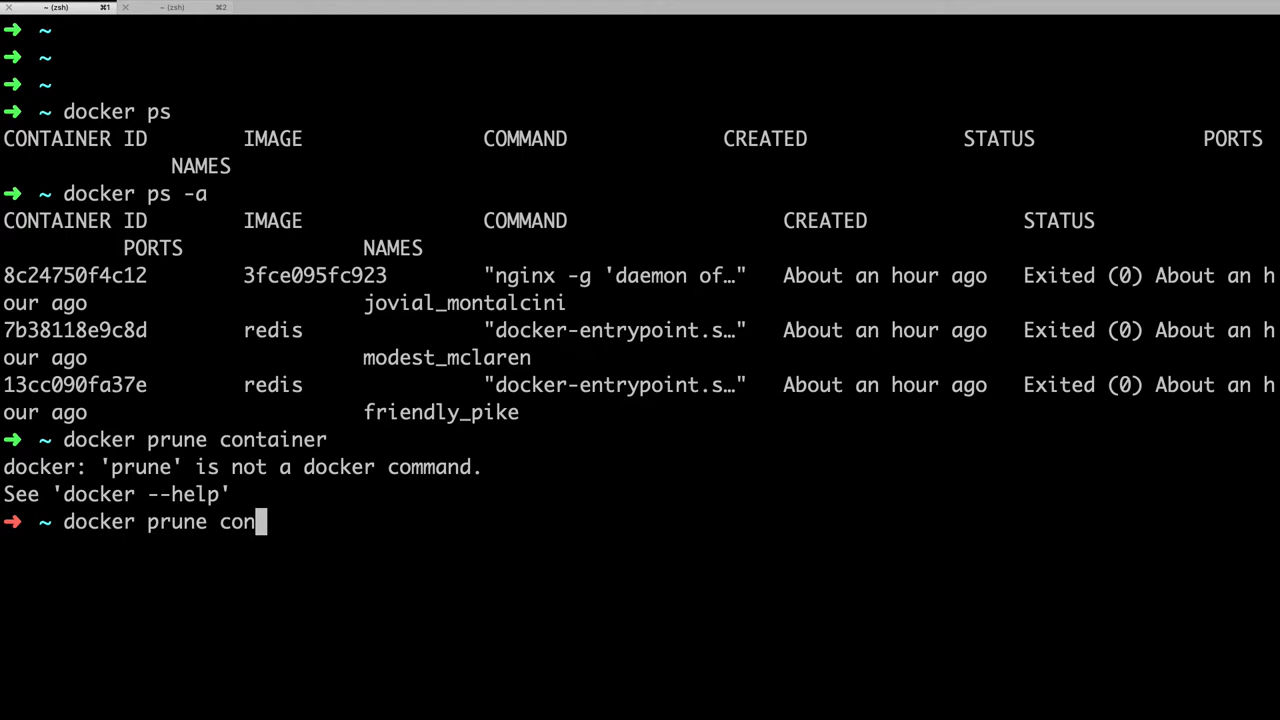 ~ (zsh) ⌘1 ~ (zsh) ⌘2
➜ ~
➜ ~
➜ ~
➜ ~ docker ps
CONTAINER ID IMAGE COMMAND CREATED STATUS PORTS
NAMES
➜ ~ docker ps -a
CONTAINER ID IMAGE COMMAND CREATED STATUS
PORTS NAMES
8c24750f4c12 3fce095fc923 "nginx -g 'daemon of…" About an hour ago Exited (0) About an h
our ago jovial_montalcini
7b38118e9c8d redis "docker-entrypoint.s…" About an hour ago Exited (0) About an h
our ago modest_mclaren
13cc090fa37e redis "docker-entrypoint.s…" About an hour ago Exited (0) About an h
our ago friendly_pike
➜ ~ docker prune container
docker: 'prune' is not a docker command.
See 'docker --help'
➜ ~ docker prune con